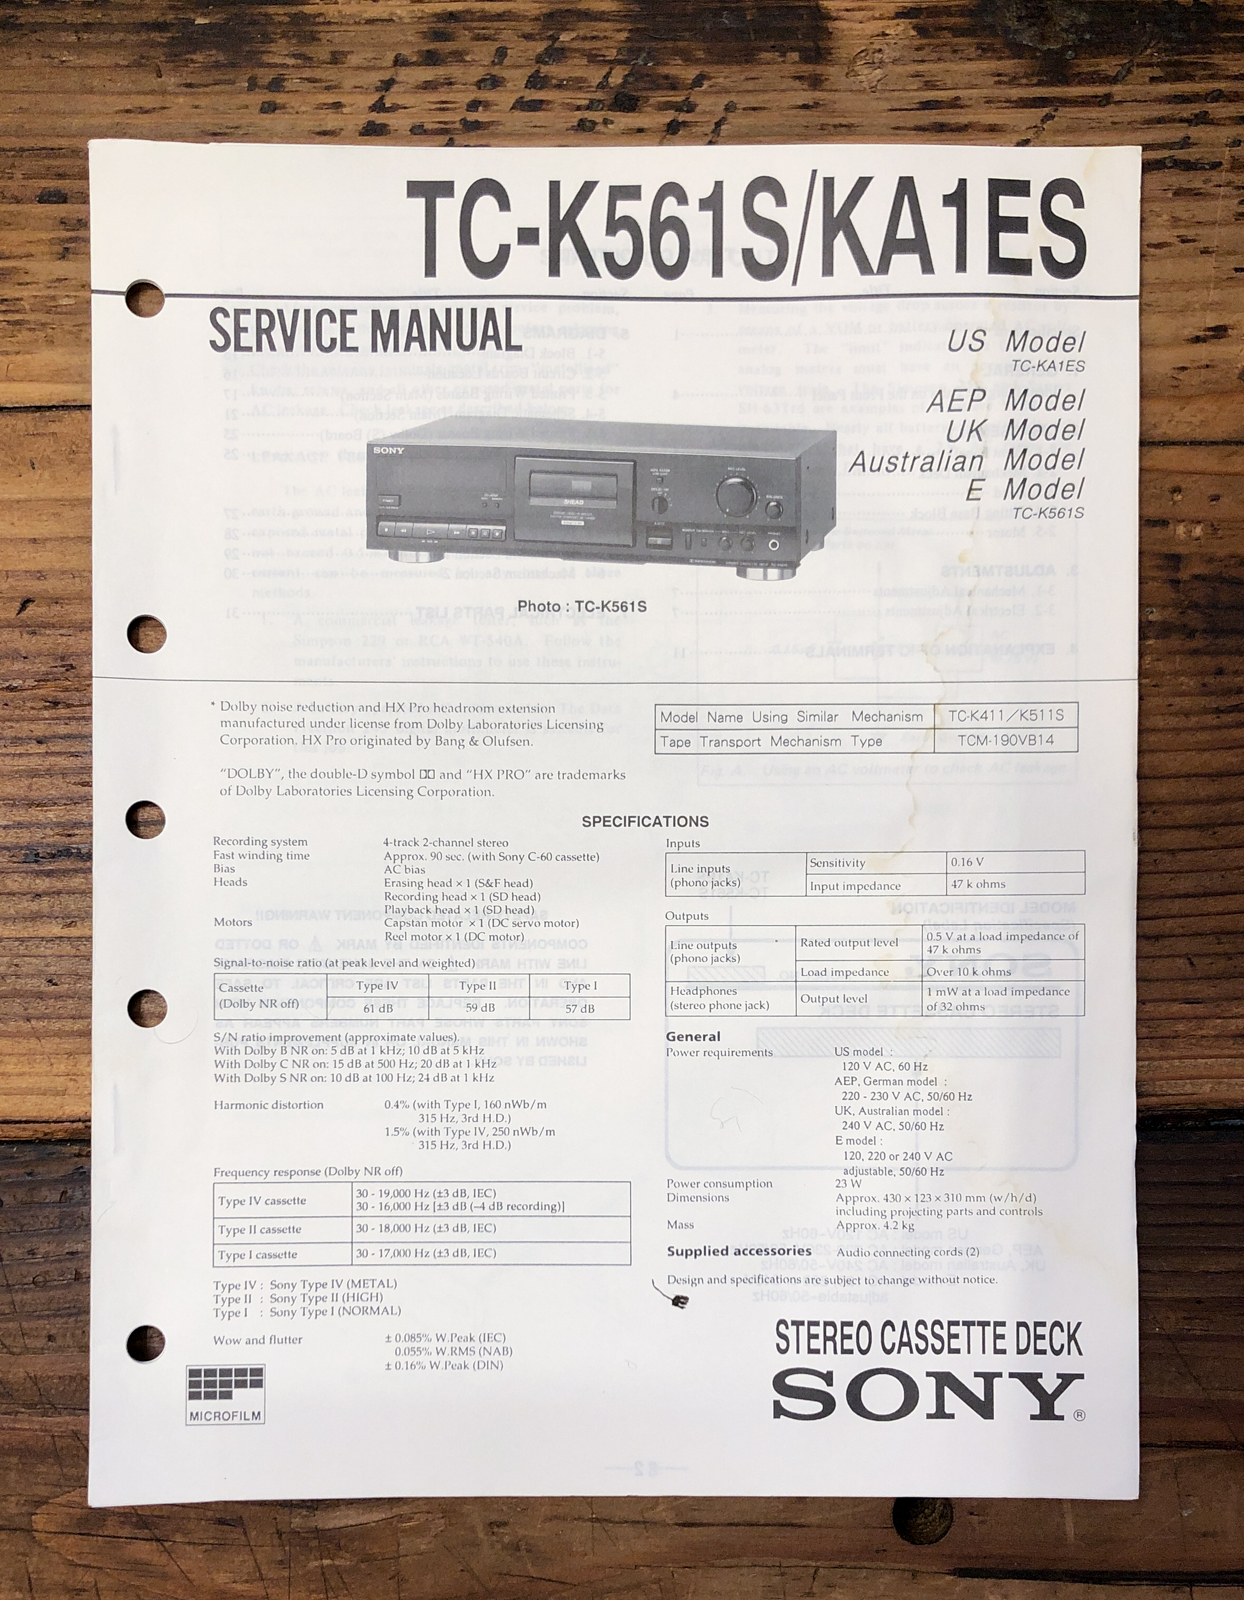 TC-K561S/KA1ES
SERVICE MANUAL
US Model
TC-KA1ES
AEP Model
UK Model
Australian Model
E Model
TC-K561S
SONY
3HEAD
Photo : TC-K561S
* Dolby noise reduction and HX Pro headroom extension
manufactured under license from Dolby Laboratories Licensing
Corporation. HX Pro originated by Bang & Olufsen.
"DOLBY", the double-D symbol and "HX PRO" are trademarks
of Dolby Laboratories Licensing Corporation.
Model Name Using Similar Mechanism TC-K411/K511S
Tape Transport Mechanism Type TCM-190VB14
SPECIFICATIONS
Recording system 4-track 2-channel stereo
Fast winding time Approx. 90 sec. (with Sony C-60 cassette)
Bias AC bias
Heads Erasing head × 1 (S&F head)
Recording head × 1 (SD head)
Playback head × 1 (SD head)
Motors Capstan motor × 1 (DC servo motor)
Reel motor × 1 (DC motor)
Signal-to-noise ratio (at peak level and weighted)
Cassette Type IV Type II Type I
(Dolby NR off) 61 dB 59 dB 57 dB
S/N ratio improvement (approximate values).
With Dolby B NR on: 5 dB at 1 kHz; 10 dB at 5 kHz
With Dolby C NR on: 15 dB at 500 Hz; 20 dB at 1 kHz
With Dolby S NR on: 10 dB at 100 Hz; 24 dB at 1 kHz
Harmonic distortion 0.4% (with Type I, 160 nWb/m
315 Hz, 3rd H.D.)
1.5% (with Type IV, 250 nWb/m
315 Hz, 3rd H.D.)
Frequency response (Dolby NR off)
Type IV cassette 30 - 19,000 Hz (±3 dB, IEC)
30 - 16,000 Hz [±3 dB (–4 dB recording)]
Type II cassette 30 - 18,000 Hz (±3 dB, IEC)
Type I cassette 30 - 17,000 Hz (±3 dB, IEC)
Type IV : Sony Type IV (METAL)
Type II : Sony Type II (HIGH)
Type I : Sony Type I (NORMAL)
Wow and flutter ± 0.085% W.Peak (IEC)
0.055% W.RMS (NAB)
± 0.16% W.Peak (DIN)
MICROFILM
Inputs
Line inputs
(phono jacks)
Sensitivity 0.16 V
Input impedance 47 k ohms
Outputs
Line outputs
(phono jacks)
Rated output level 0.5 V at a load impedance of
47 k ohms
Load impedance Over 10 k ohms
Headphones
(stereo phone jack)
Output level 1 mW at a load impedance
of 32 ohms
General
Power requirements US model :
120 V AC, 60 Hz
AEP, German model :
220 - 230 V AC, 50/60 Hz
UK, Australian model :
240 V AC, 50/60 Hz
E model :
120, 220 or 240 V AC
adjustable, 50/60 Hz
Power consumption 23 W
Dimensions Approx. 430 × 123 × 310 mm (w/h/d)
including projecting parts and controls
Mass Approx. 4.2 kg
Supplied accessories Audio connecting cords (2)
Design and specifications are subject to change without notice.
STEREO CASSETTE DECK
SONY®